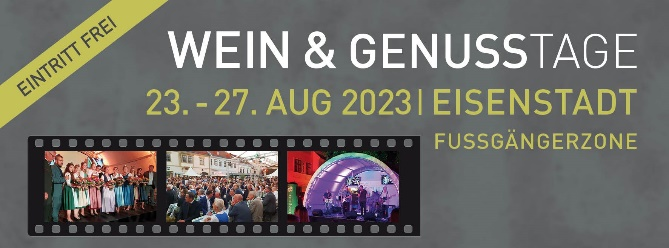 EINTRITT FREI
WEIN & GENUSSTAGE
23. - 27. AUG 2023 | EISENSTADT
FUSSGÄNGERZONE